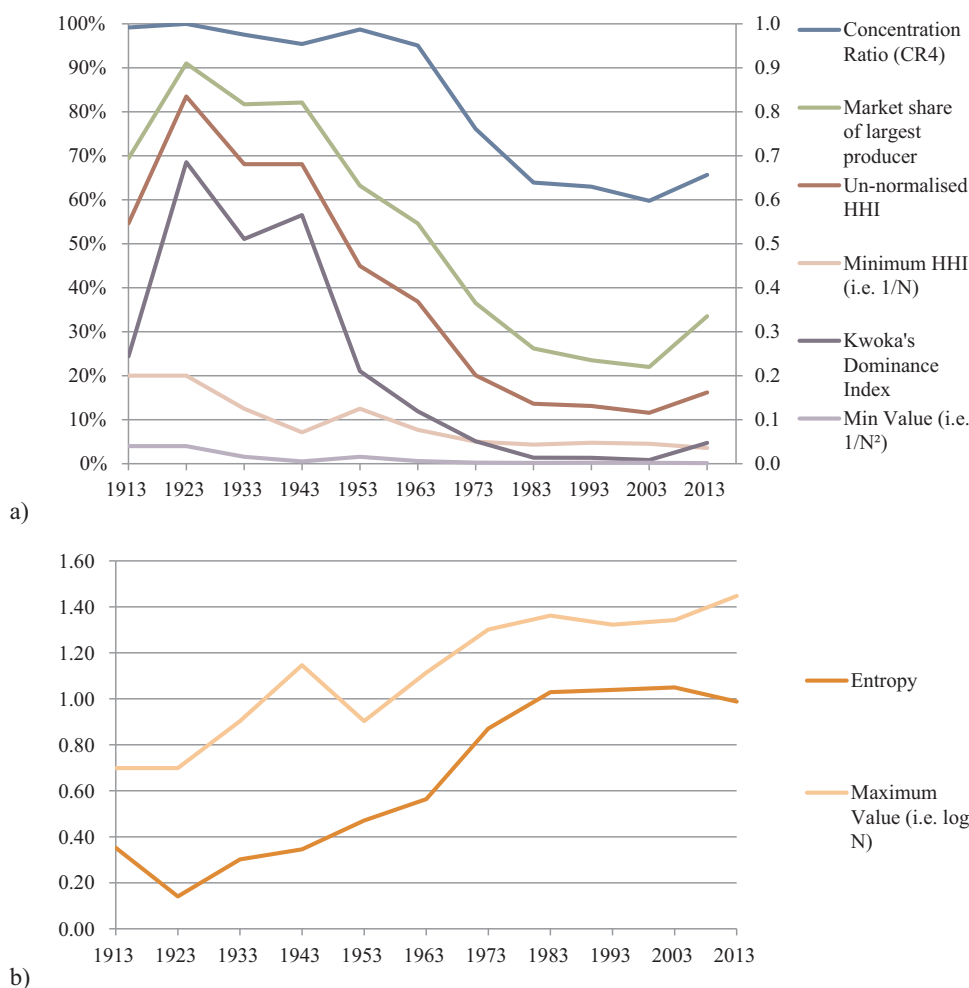 100%
90%
80%
70%
60%
50%
40%
30%
20%
10%
0%
1.0
0.9
0.8
0.7
0.6
0.5
0.4
0.3
0.2
0.1
0.0
1913 1923 1933 1943 1953 1963 1973 1983 1993 2003 2013
Concentration
Ratio (CR4)
Market share
of largest
producer
Un-normalised
HHI
Minimum HHI
(i.e. 1/N)
Kwoka's
Dominance
Index
Min Value (i.e.
1/N²)
a)
1.60
1.40
1.20
1.00
0.80
0.60
0.40
0.20
0.00
1913 1923 1933 1943 1953 1963 1973 1983 1993 2003 2013
Entropy
Maximum
Value (i.e. log
N)
b)